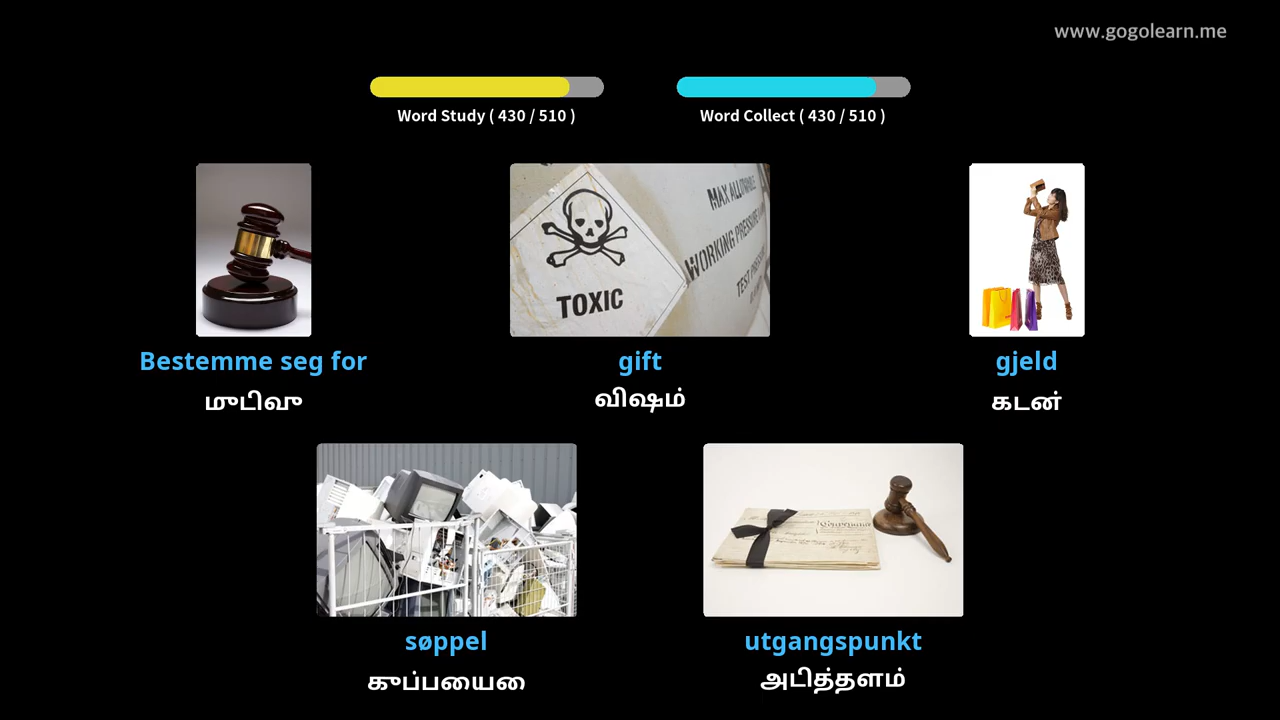 www.gogolearn.me
Word Study ( 430 / 510 )
Word Collect ( 430 / 510 )
MAX ALLOWABLE
WORKING PRESSURE
TEST
TOXIC
Bestemme seg for
gift
gjeld
முடிவு
விஷம்
கடன்
søppel
utgangspunkt
குப்பையை
அடித்தளம்